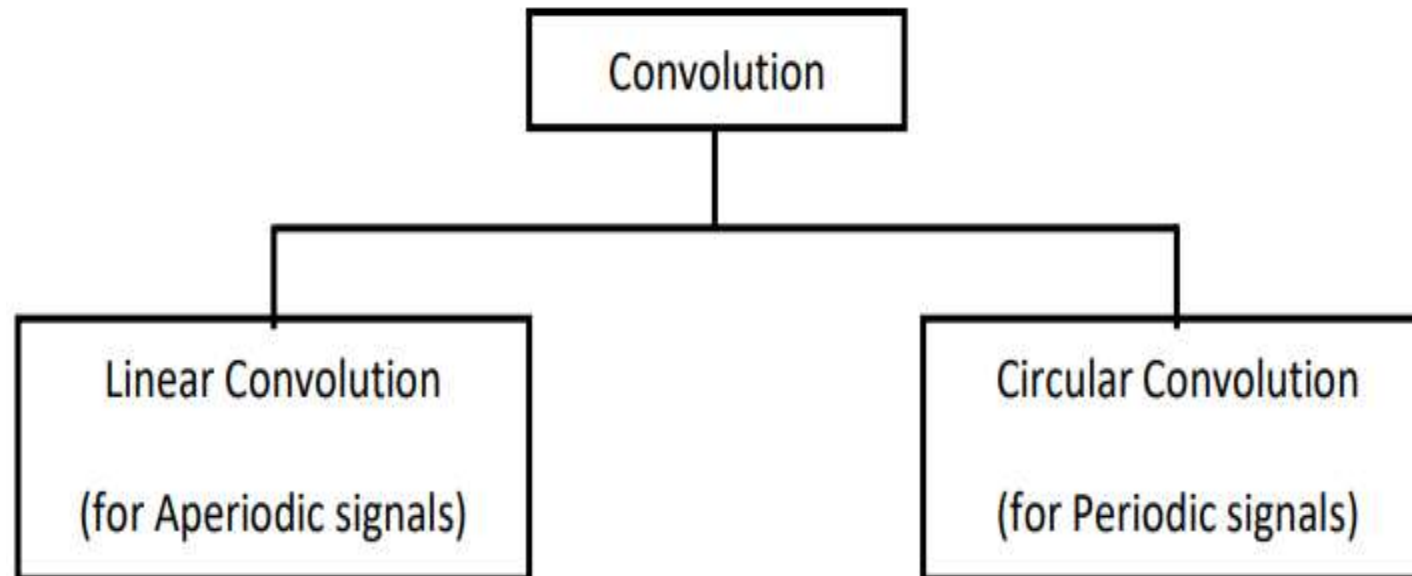 Convolution
Linear Convolution
(for Aperiodic signals)
Circular Convolution
(for Periodic signals)